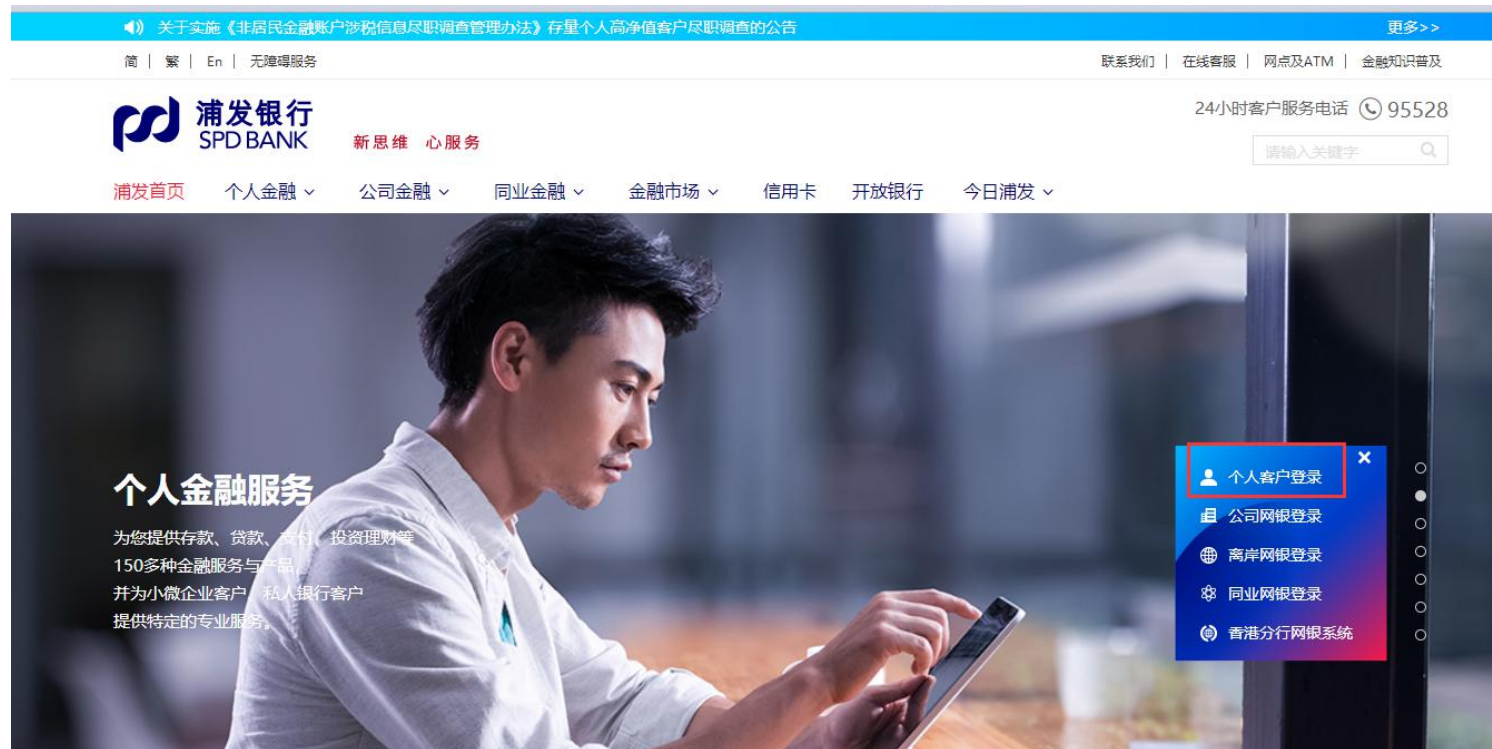 关于实施《非居民金融账户涉税信息尽职调查管理办法》存量个人高净值客户尽职调查的公告 更多>>
简 | 繁 | En | 无障碍服务 联系我们 | 在线客服 | 网点及ATM | 金融知识普及
浦发银行
SPD BANK
新思维 心服务
24小时客户服务电话 95528
请输入关键字
浦发首页 个人金融 公司金融 同业金融 金融市场 信用卡 开放银行 今日浦发
个人金融服务
为您提供存款、贷款、支付、投资理财等
150多种金融服务与产品，
并为小微企业客户、私人银行客户
提供特定的专业服务。
个人客户登录
公司网银登录
离岸网银登录
同业网银登录
香港分行网银系统